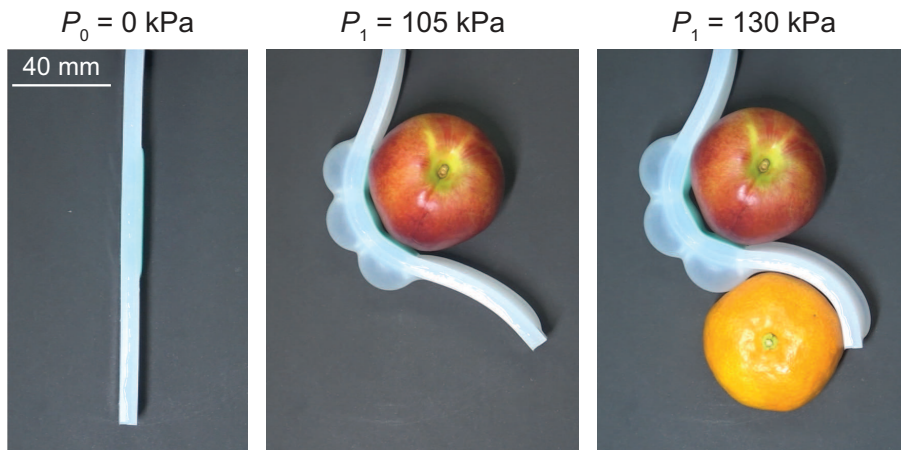 P₀ = 0 kPa
P₁ = 105 kPa
P₁ = 130 kPa
40 mm